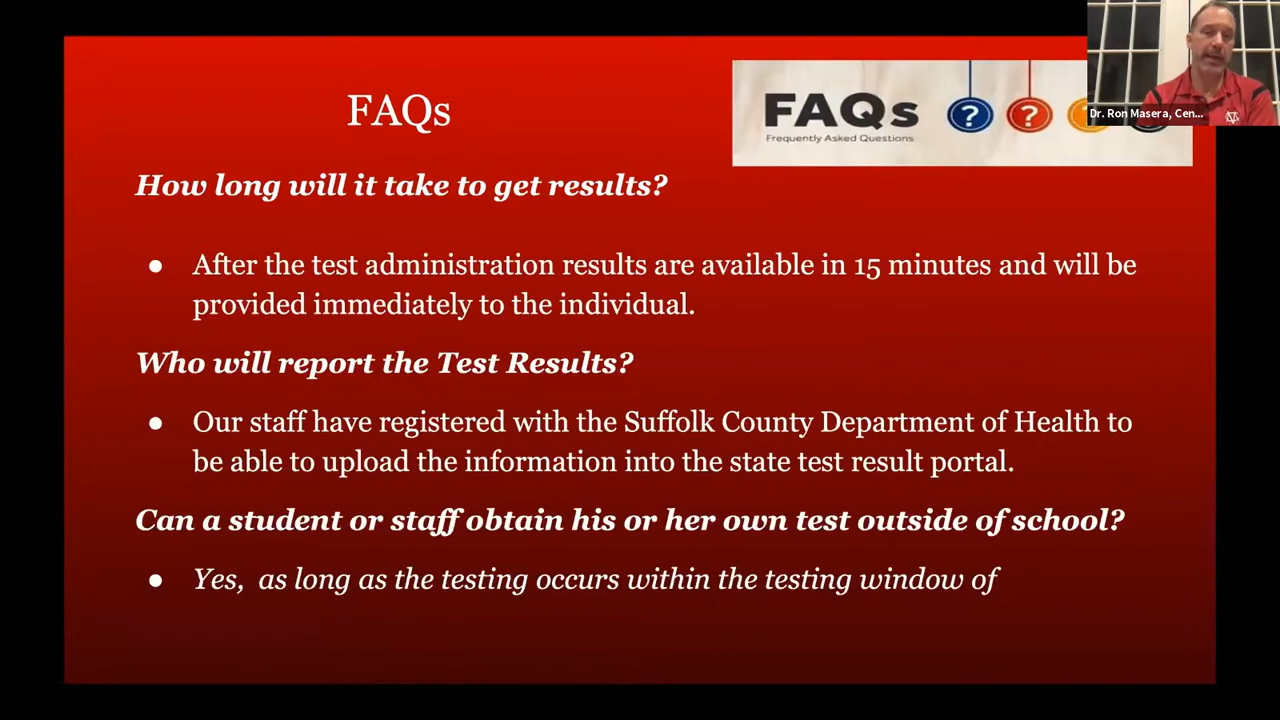 FAQs
FAQs
Frequently Asked Questions
? ? ?
Dr. Ron Masera, Cen...
How long will it take to get results?
● After the test administration results are available in 15 minutes and will be
provided immediately to the individual.
Who will report the Test Results?
● Our staff have registered with the Suffolk County Department of Health to
be able to upload the information into the state test result portal.
Can a student or staff obtain his or her own test outside of school?
● Yes,  as long as the testing occurs within the testing window of